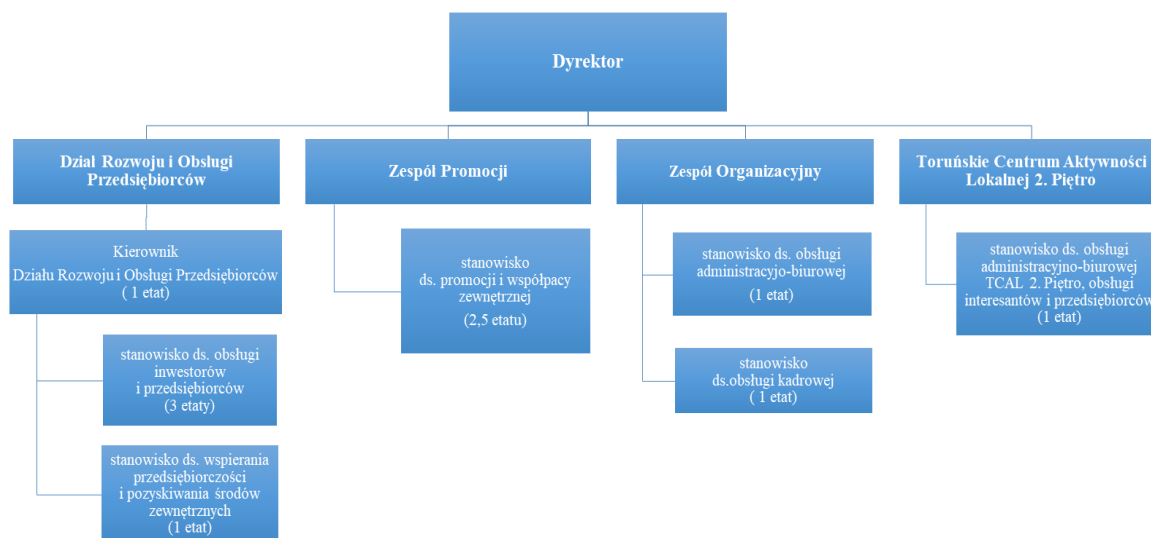 Dyrektor
Dział Rozwoju i Obsługi
Przedsiębiorców
Kierownik
Działu Rozwoju i Obsługi Przedsiębiorców
( 1 etat)
stanowisko ds. obsługi
inwestorów
i przedsiębiorców
(3 etaty)
stanowisko ds. wspierania
przedsiębiorczości
i pozyskiwania środów
zewnętrznych
(1 etat)
Zespół Promocji
stanowisko
ds. promocji i współpacy
zewnętrznej
(2,5 etatu)
Zespół Organizacyjny
stanowisko ds. obsługi
administracyjo-biurowej
(1 etat)
stanowisko
ds.obsługi kadrowej
( 1 etat)
Toruńskie Centrum Aktywności
Lokalnej 2. Piętro
stanowisko ds. obsługi
administracyjno-biurowej
TCAL 2. Piętro, obsługi
interesantów i przedsiębiorców
(1 etat)